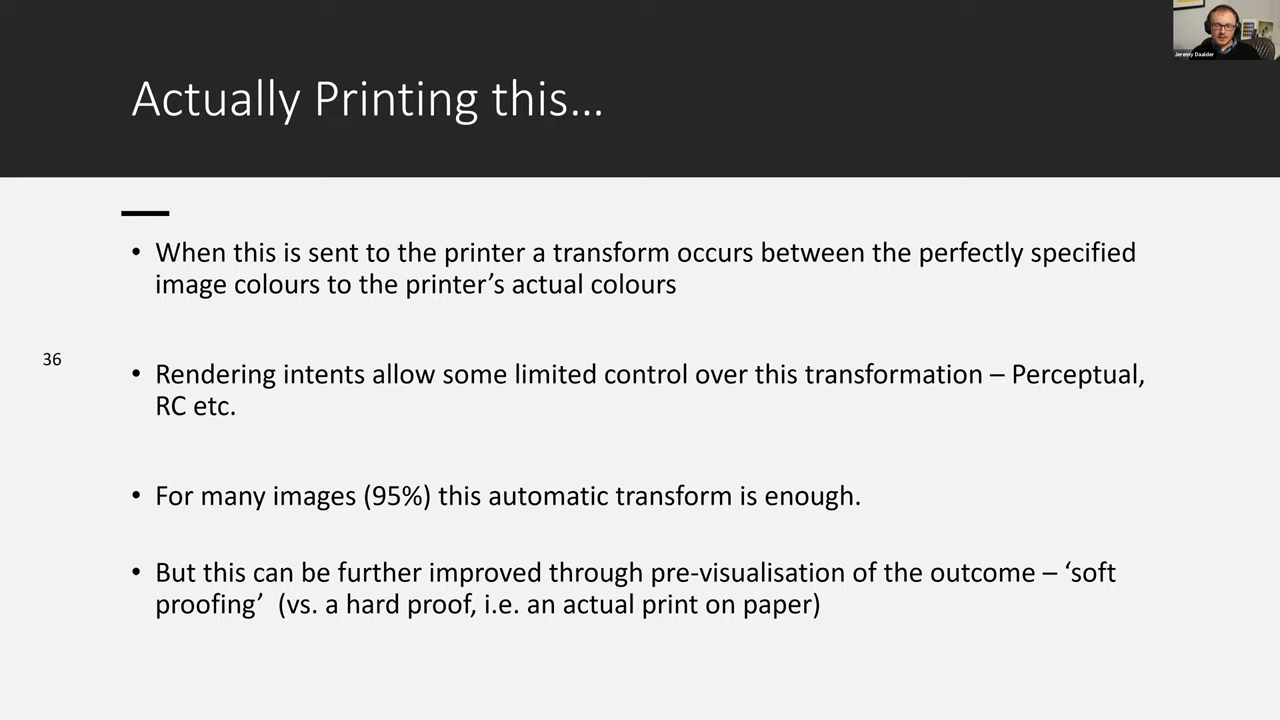 Jeremy Daalder
Actually Printing this…
• When this is sent to the printer a transform occurs between the perfectly specified
image colours to the printer’s actual colours
36
• Rendering intents allow some limited control over this transformation – Perceptual,
RC etc.
• For many images (95%) this automatic transform is enough.
• But this can be further improved through pre-visualisation of the outcome – ‘soft
proofing’  (vs. a hard proof, i.e. an actual print on paper)